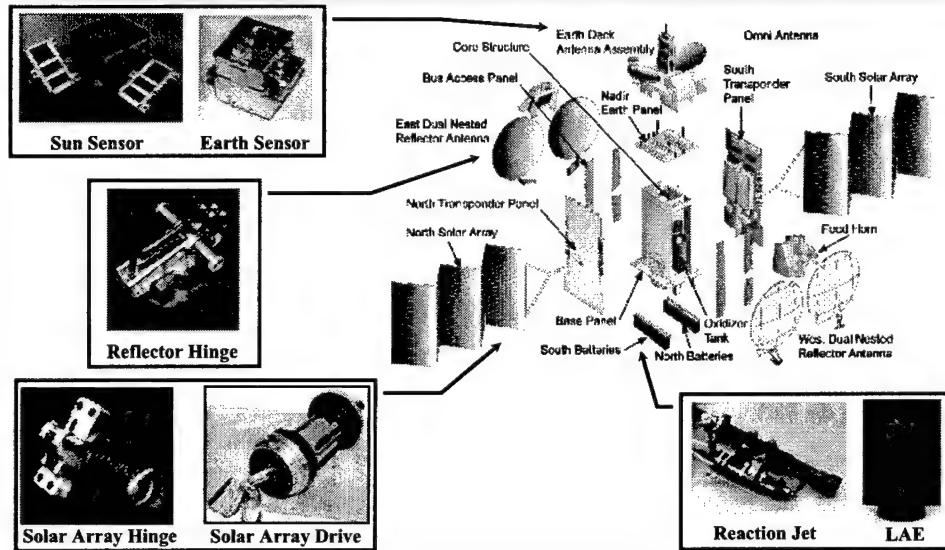 Sun Sensor
Earth Sensor
Reflector Hinge
Solar Array Hinge
Solar Array Drive
Core Structure
Earth Deck
Antenna Assembly
Omni Antenna
Bus Access Panel
Nadir
Earth Panel
South
Transponder
Panel
South Solar Array
East Dual Nested
Reflector Antenna
North Transponder Panel
North Solar Array
Feed Horn
Base Panel
Oxidizer
Tank
South Batteries
North Batteries
Wes. Dual Nested
Reflector Antenna
Reaction Jet
LAE